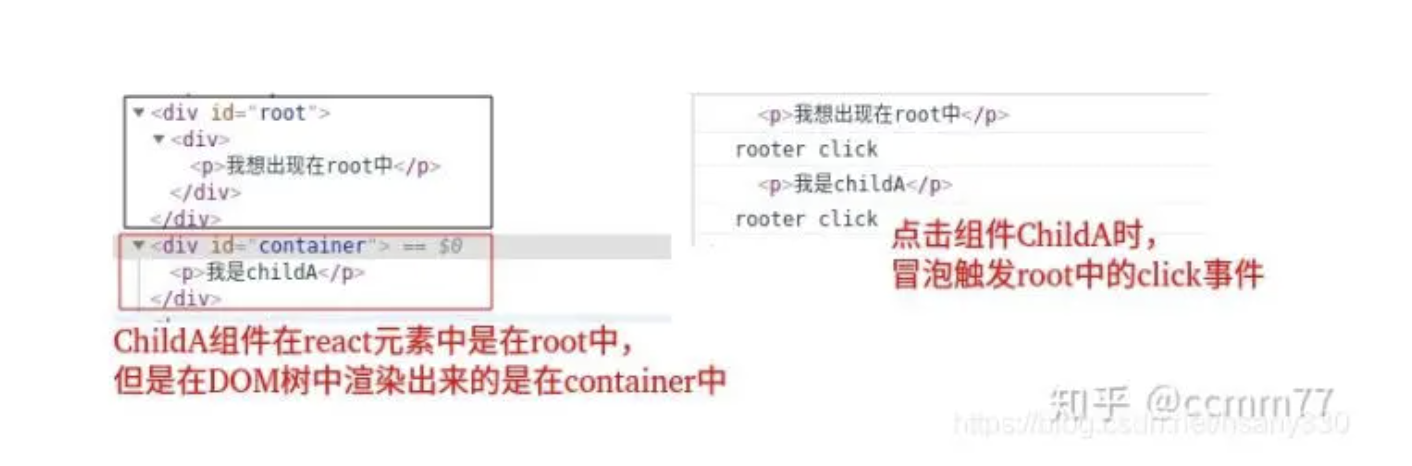 <div id="root">
<div>
<p>我想出现在root中</p>
</div>
</div>
<div id="container"> == $0
<p>我是childA</p>
</div>
ChildA组件在react元素中是在root中，
但是在DOM树中渲染出来的是在container中
<p>我想出现在root中</p>
rooter click
<p>我是childA</p>
rooter click
点击组件ChildA时，
冒泡触发root中的click事件
知乎 @ccmm77